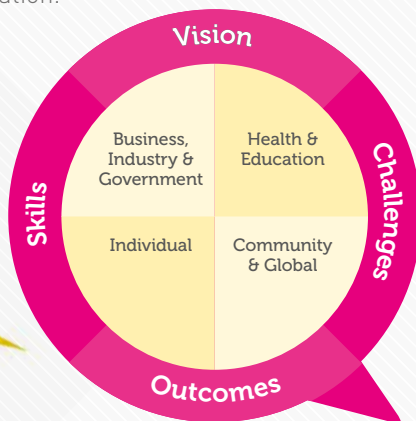 Vision
Business,
Industry &
Government
Health &
Education
Skills
Challenges
Individual
Community
& Global
Outcomes